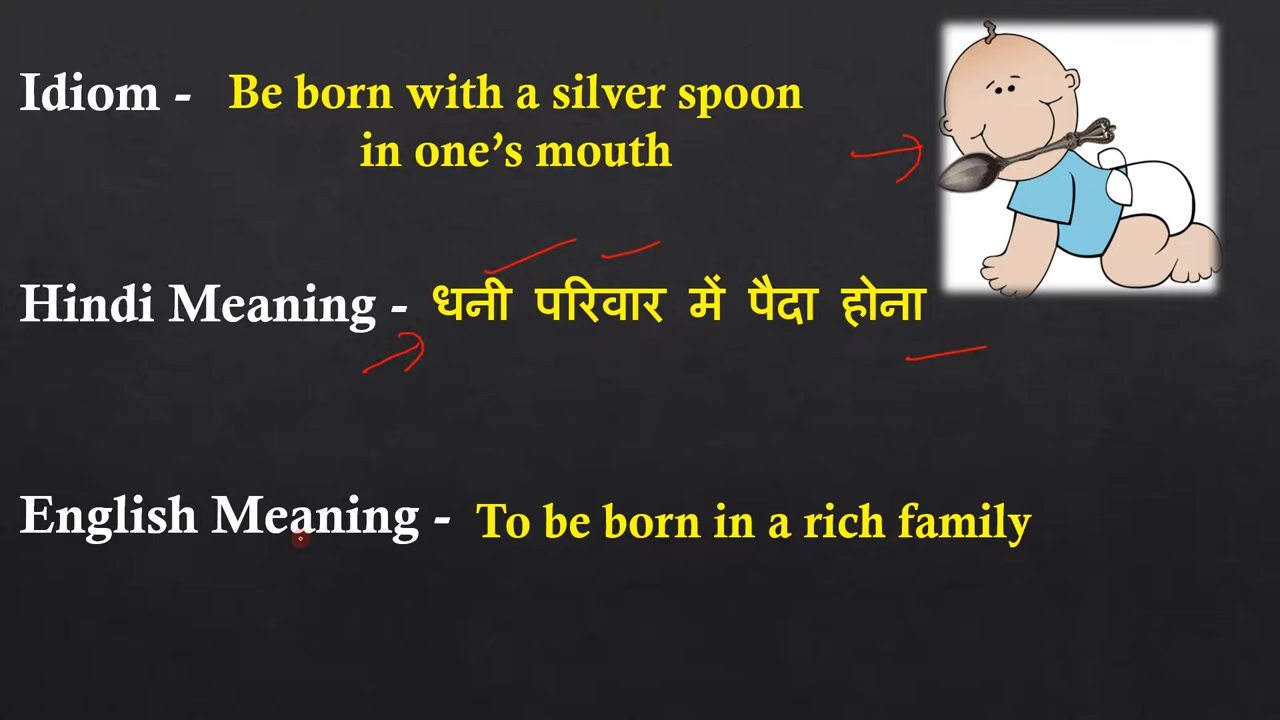 Idiom - Be born with a silver spoon
in one’s mouth
Hindi Meaning - धनी परिवार में पैदा होना
English Meaning - To be born in a rich family